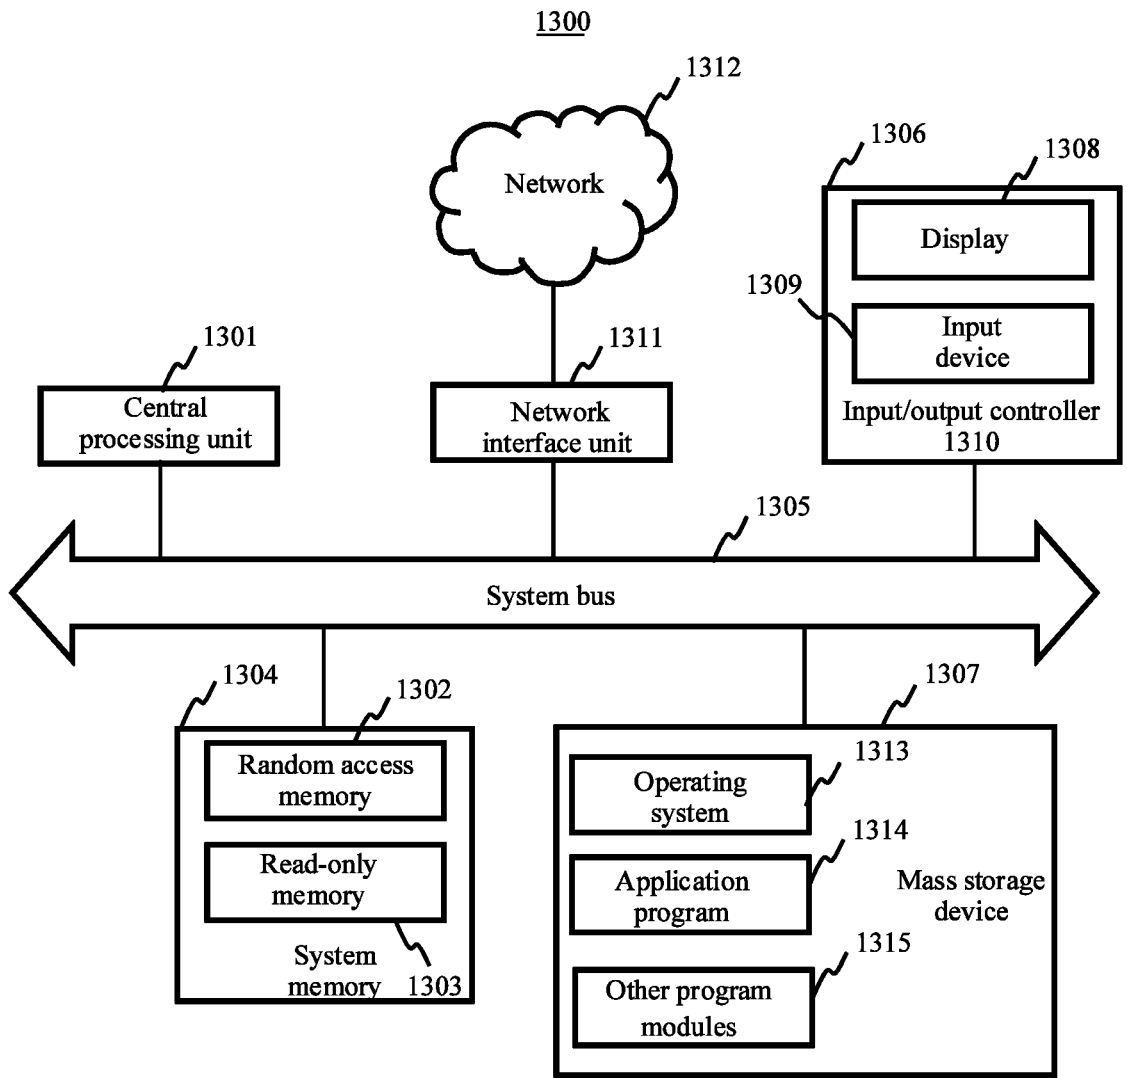 1300
1312
Network
1306
1308
Display
1309
Input
device
Input/output controller
1310
1301
Central
processing unit
1311
Network
interface unit
1305
System bus
1304
1302
Random access
memory
Read-only
memory
System
memory
1303
1307
1313
Operating
system
1314
Application
program
Mass storage
device
1315
Other program
modules